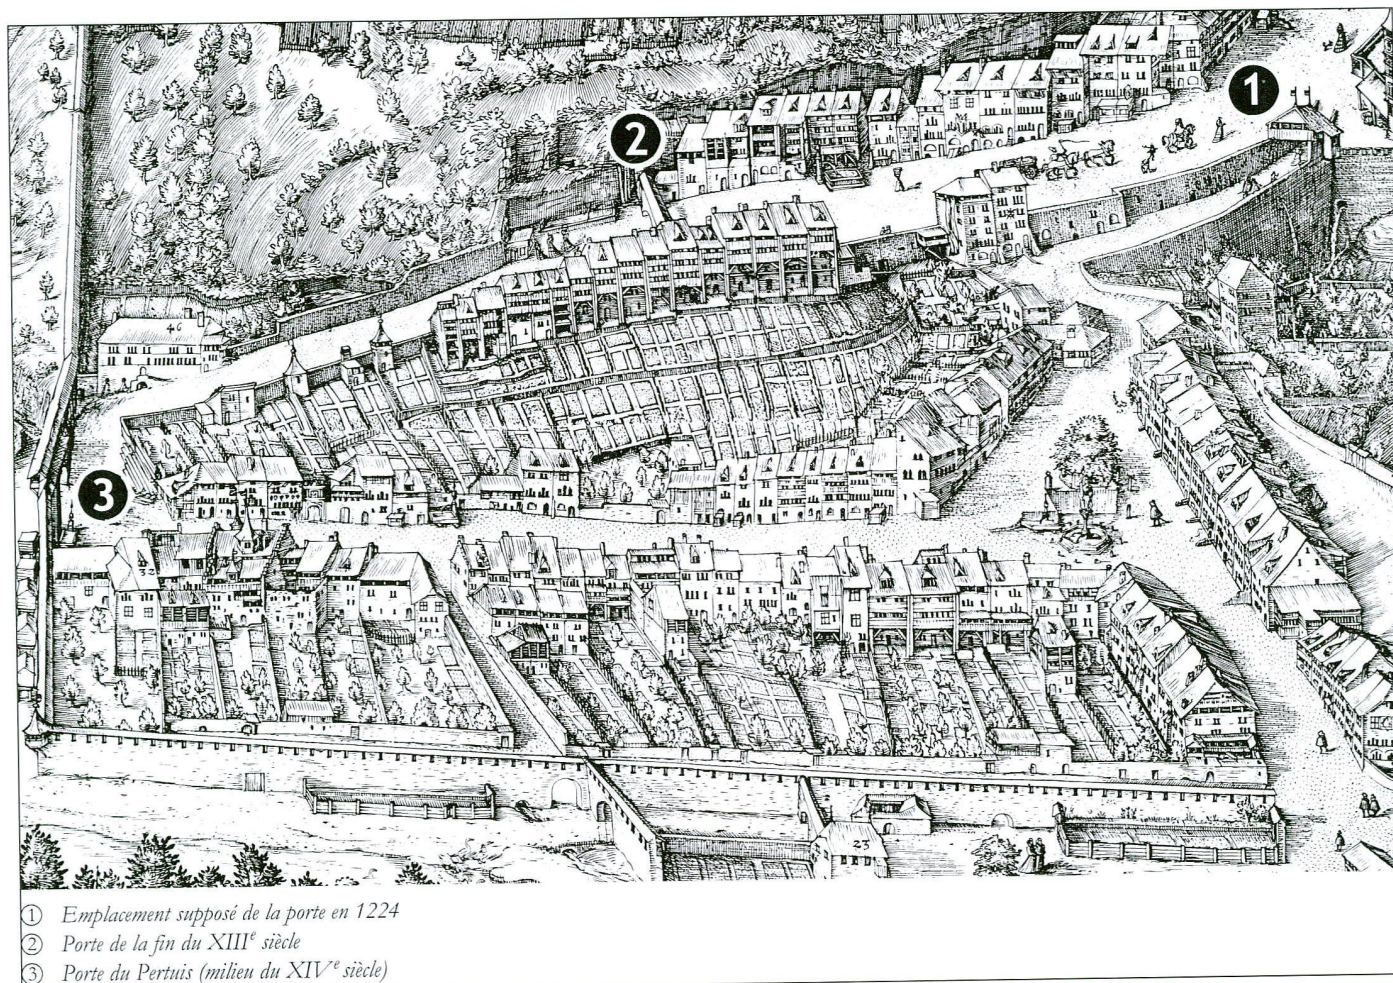 1
2
46
3
32
23
① Emplacement supposé de la porte en 1224
② Porte de la fin du XIIIe siècle
③ Porte du Pertuis (milieu du XIVe siècle)